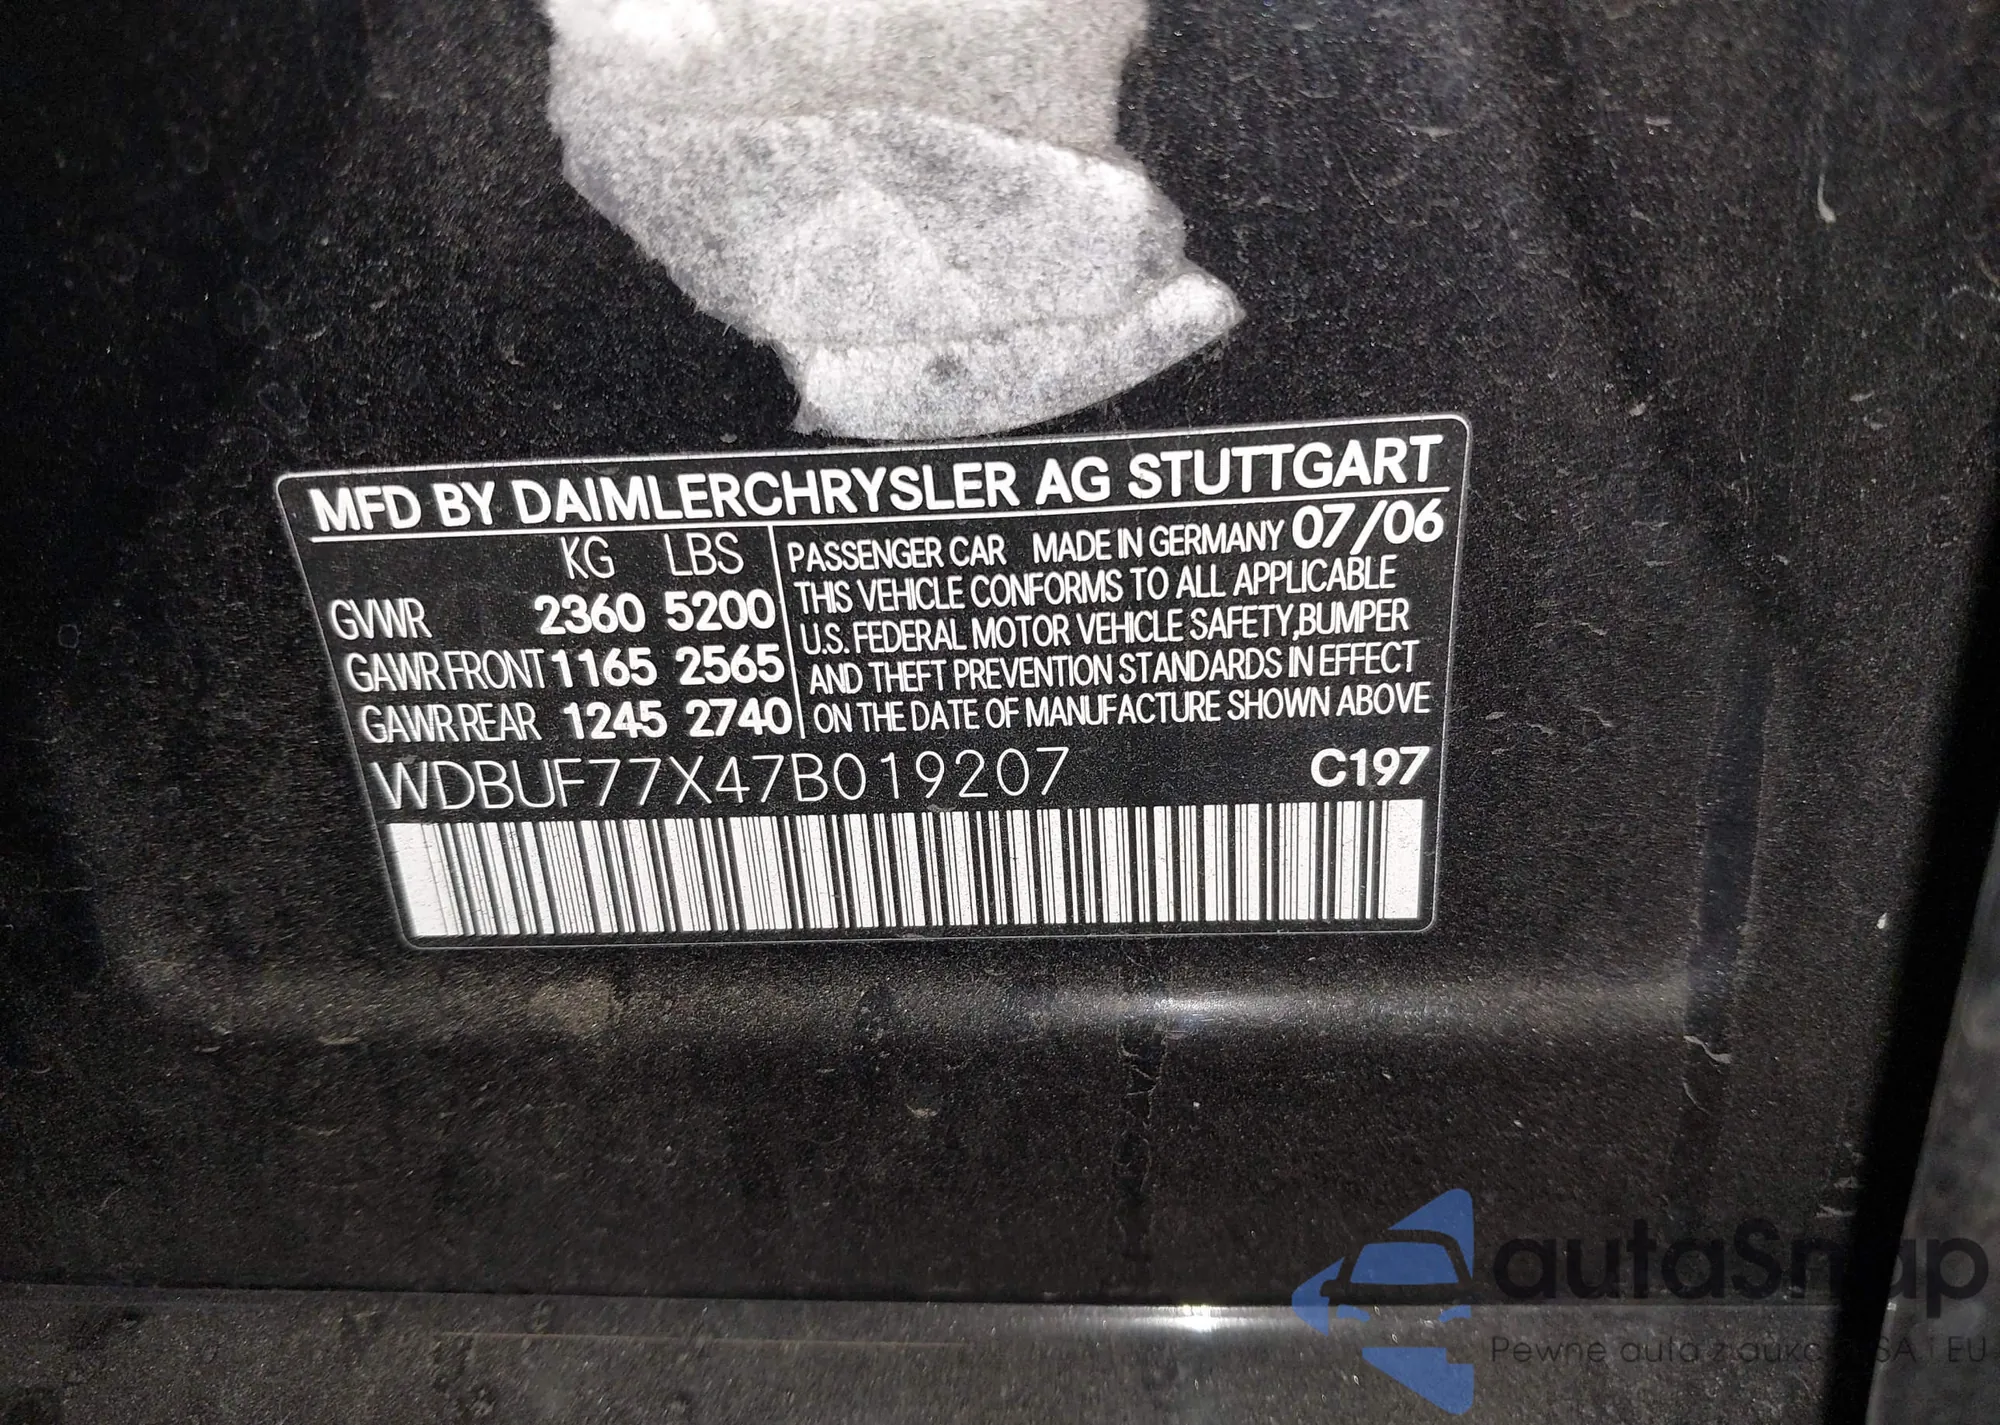 MFD BY DAIMLERCHRYSLER AG STUTTGART
KG LBS
GVWR 2360 5200
GAWR FRONT 1165 2565
GAWR REAR 1245 2740
PASSENGER CAR MADE IN GERMANY 07/06
THIS VEHICLE CONFORMS TO ALL APPLICABLE
U.S. FEDERAL MOTOR VEHICLE SAFETY, BUMPER
AND THEFT PREVENTION STANDARDS IN EFFECT
ON THE DATE OF MANUFACTURE SHOWN ABOVE
WDBUF77X47B019207 C197
autaSnap
Pewne auta z aukc EU